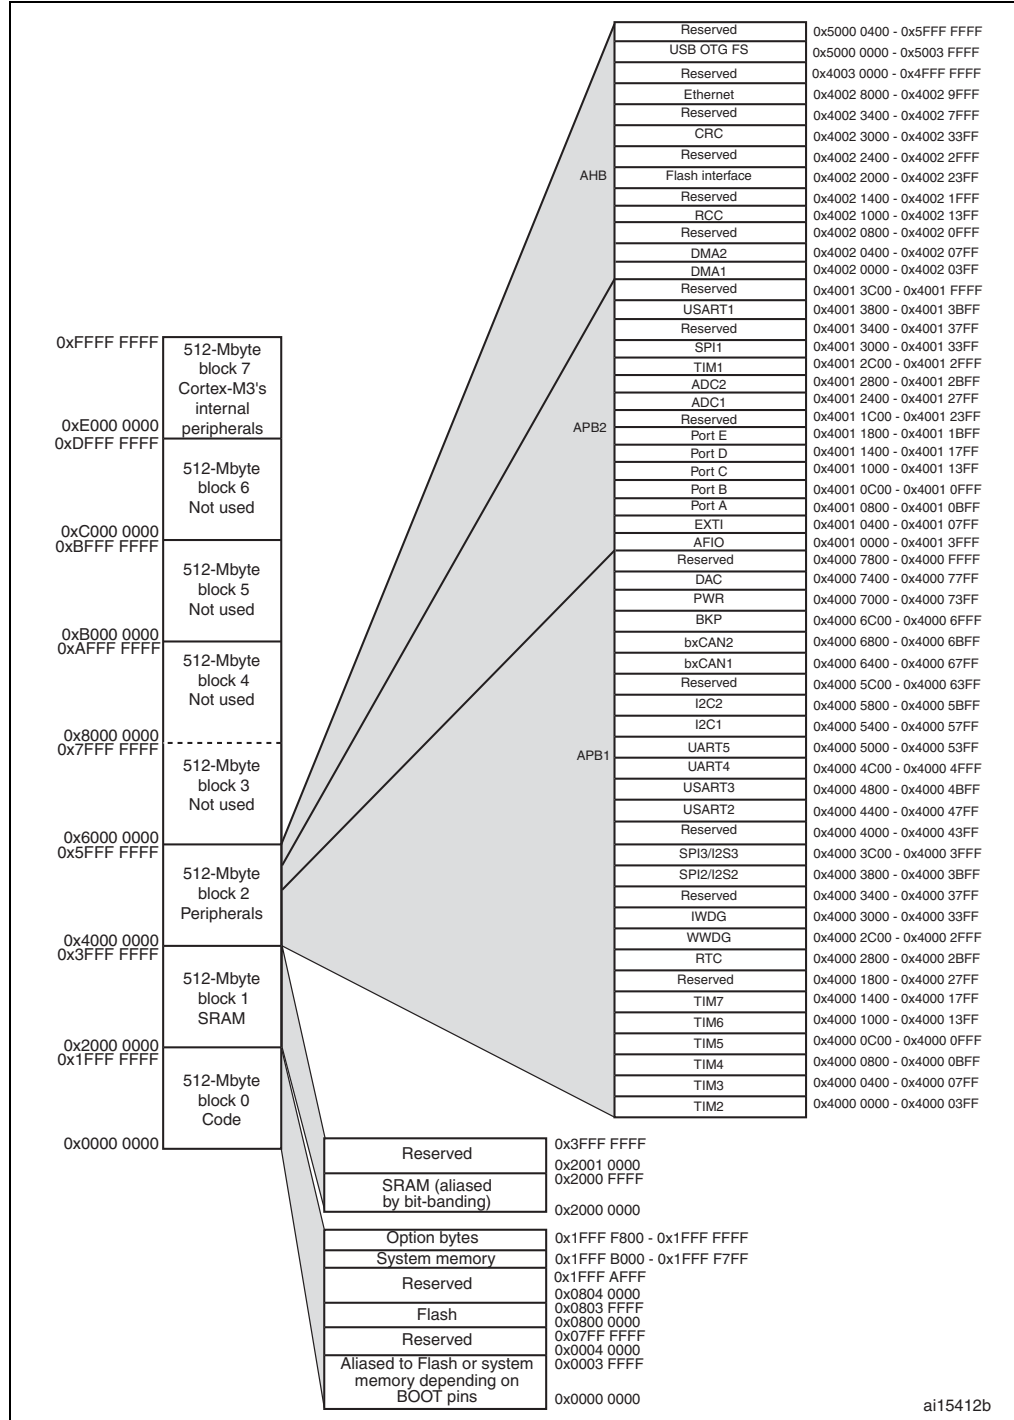 Reserved 0x5000 0400 - 0x5FFF FFFF
USB OTG FS 0x5000 0000 - 0x5003 FFFF
Reserved 0x4003 0000 - 0x4FFF FFFF
Ethernet 0x4002 8000 - 0x4002 9FFF
Reserved 0x4002 3400 - 0x4002 7FFF
CRC 0x4002 3000 - 0x4002 33FF
Reserved 0x4002 2400 - 0x4002 2FFF
AHB Flash interface 0x4002 2000 - 0x4002 23FF
Reserved 0x4002 1400 - 0x4002 1FFF
RCC 0x4002 1000 - 0x4002 13FF
Reserved 0x4002 0800 - 0x4002 0FFF
DMA2 0x4002 0400 - 0x4002 07FF
DMA1 0x4002 0000 - 0x4002 03FF
Reserved 0x4001 3C00 - 0x4001 FFFF
USART1 0x4001 3800 - 0x4001 3BFF
Reserved 0x4001 3400 - 0x4001 37FF
SPI1 0x4001 3000 - 0x4001 33FF
TIM1 0x4001 2C00 - 0x4001 2FFF
ADC2 0x4001 2800 - 0x4001 2BFF
ADC1 0x4001 2400 - 0x4001 27FF
Reserved 0x4001 1C00 - 0x4001 23FF
APB2 Port E 0x4001 1800 - 0x4001 1BFF
Port D 0x4001 1400 - 0x4001 17FF
Port C 0x4001 1000 - 0x4001 13FF
Port B 0x4001 0C00 - 0x4001 0FFF
Port A 0x4001 0800 - 0x4001 0BFF
EXTI 0x4001 0400 - 0x4001 07FF
AFIO 0x4001 0000 - 0x4001 3FFF
Reserved 0x4000 7800 - 0x4000 FFFF
DAC 0x4000 7400 - 0x4000 77FF
PWR 0x4000 7000 - 0x4000 73FF
BKP 0x4000 6C00 - 0x4000 6FFF
bxCAN2 0x4000 6800 - 0x4000 6BFF
bxCAN1 0x4000 6400 - 0x4000 67FF
Reserved 0x4000 5C00 - 0x4000 63FF
I2C2 0x4000 5800 - 0x4000 5BFF
I2C1 0x4000 5400 - 0x4000 57FF
APB1 UART5 0x4000 5000 - 0x4000 53FF
UART4 0x4000 4C00 - 0x4000 4FFF
USART3 0x4000 4800 - 0x4000 4BFF
USART2 0x4000 4400 - 0x4000 47FF
Reserved 0x4000 4000 - 0x4000 43FF
SPI3/I2S3 0x4000 3C00 - 0x4000 3FFF
SPI2/I2S2 0x4000 3800 - 0x4000 3BFF
Reserved 0x4000 3400 - 0x4000 37FF
IWDG 0x4000 3000 - 0x4000 33FF
WWDG 0x4000 2C00 - 0x4000 2FFF
RTC 0x4000 2800 - 0x4000 2BFF
Reserved 0x4000 1800 - 0x4000 27FF
TIM7 0x4000 1400 - 0x4000 17FF
TIM6 0x4000 1000 - 0x4000 13FF
TIM5 0x4000 0C00 - 0x4000 0FFF
TIM4 0x4000 0800 - 0x4000 0BFF
TIM3 0x4000 0400 - 0x4000 07FF
TIM2 0x4000 0000 - 0x4000 03FF
0xFFFF FFFF
512-Mbyte
block 7
Cortex-M3's
internal
peripherals
0xE000 0000
0xDFFF FFFF
512-Mbyte
block 6
Not used
0xC000 0000
0xBFFF FFFF
512-Mbyte
block 5
Not used
0xB000 0000
0xAFFF FFFF
512-Mbyte
block 4
Not used
0x8000 0000
0x7FFF FFFF
512-Mbyte
block 3
Not used
0x6000 0000
0x5FFF FFFF
512-Mbyte
block 2
Peripherals
0x4000 0000
0x3FFF FFFF
512-Mbyte
block 1
SRAM
0x2000 0000
0x1FFF FFFF
512-Mbyte
block 0
Code
0x0000 0000
0x3FFF FFFF
Reserved
0x2001 0000
0x2000 FFFF
SRAM (aliased
by bit-banding)
0x2000 0000
Option bytes 0x1FFF F800 - 0x1FFF FFFF
System memory 0x1FFF B000 - 0x1FFF F7FF
0x1FFF AFFF
Reserved
0x0804 0000
0x0803 FFFF
Flash
0x0800 0000
0x07FF FFFF
Reserved
0x0004 0000
0x0003 FFFF
Aliased to Flash or system
memory depending on
BOOT pins
0x0000 0000
ai15412b